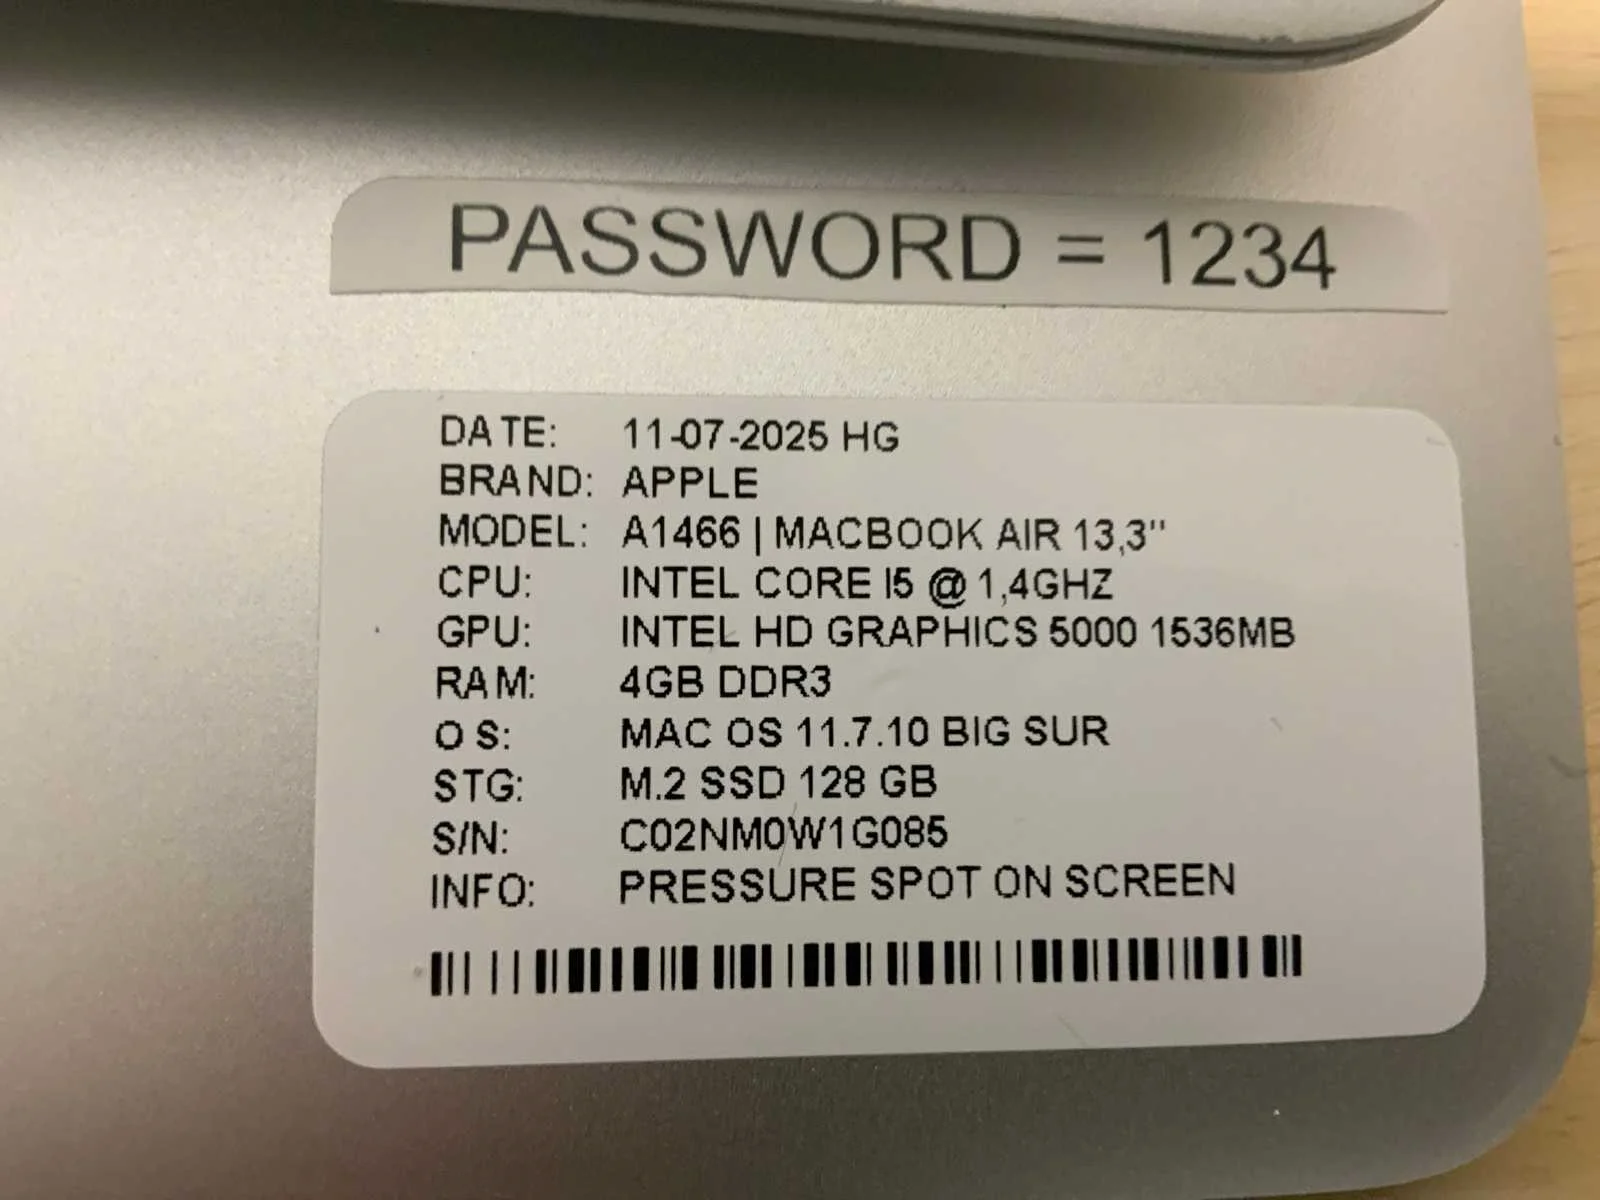 PASSWORD = 1234
DATE: 11-07-2025 HG
BRAND: APPLE
MODEL: A1466 | MACBOOK AIR 13,3"
CPU: INTEL CORE I5 @ 1,4GHZ
GPU: INTEL HD GRAPHICS 5000 1536MB
RAM: 4GB DDR3
OS: MAC OS 11.7.10 BIG SUR
STG: M.2 SSD 128 GB
S/N: C02NM0W1G085
INFO: PRESSURE SPOT ON SCREEN